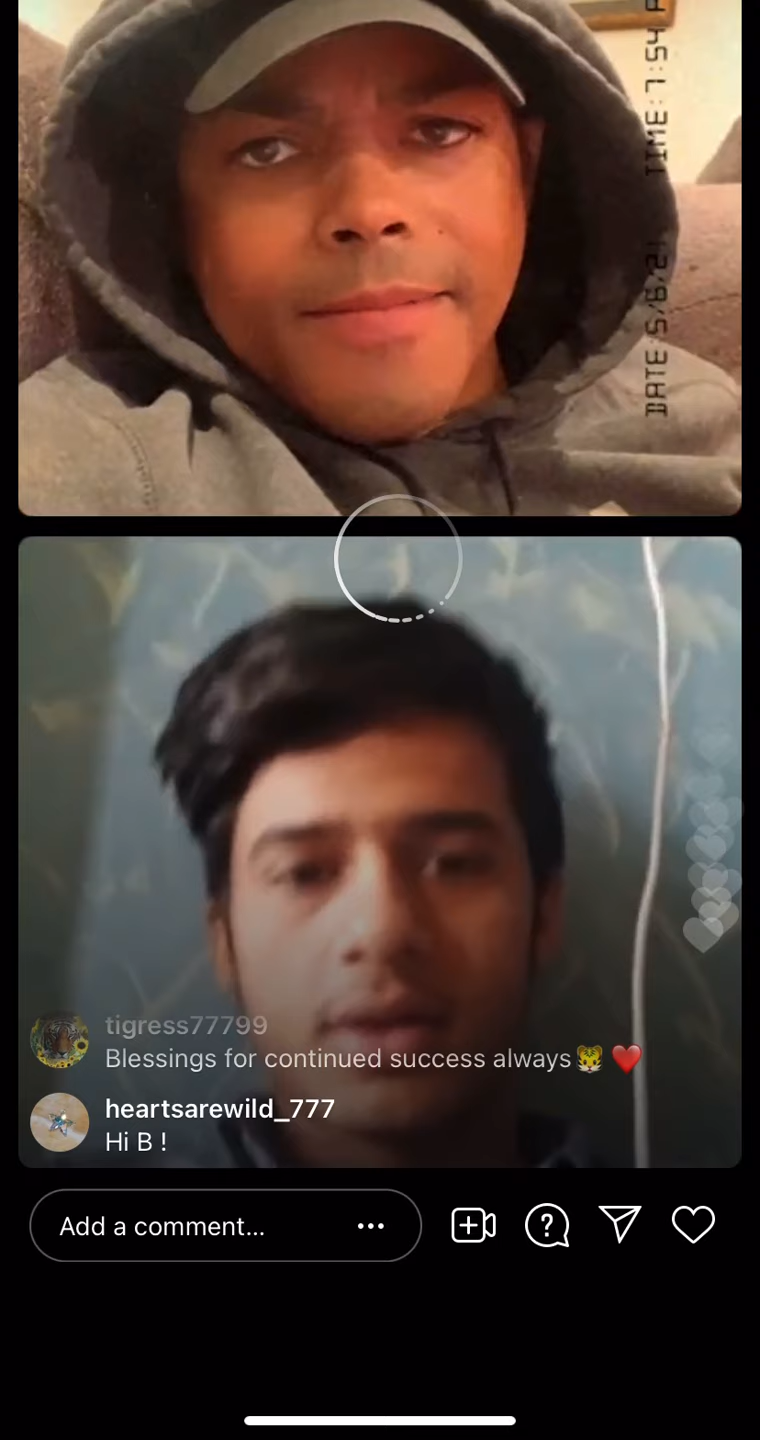 DATE:5/6/21 TIME:7:54 P
tigress77799
Blessings for continued success always🐯 ❤️
heartsarewild_777
Hi B !
Add a comment...